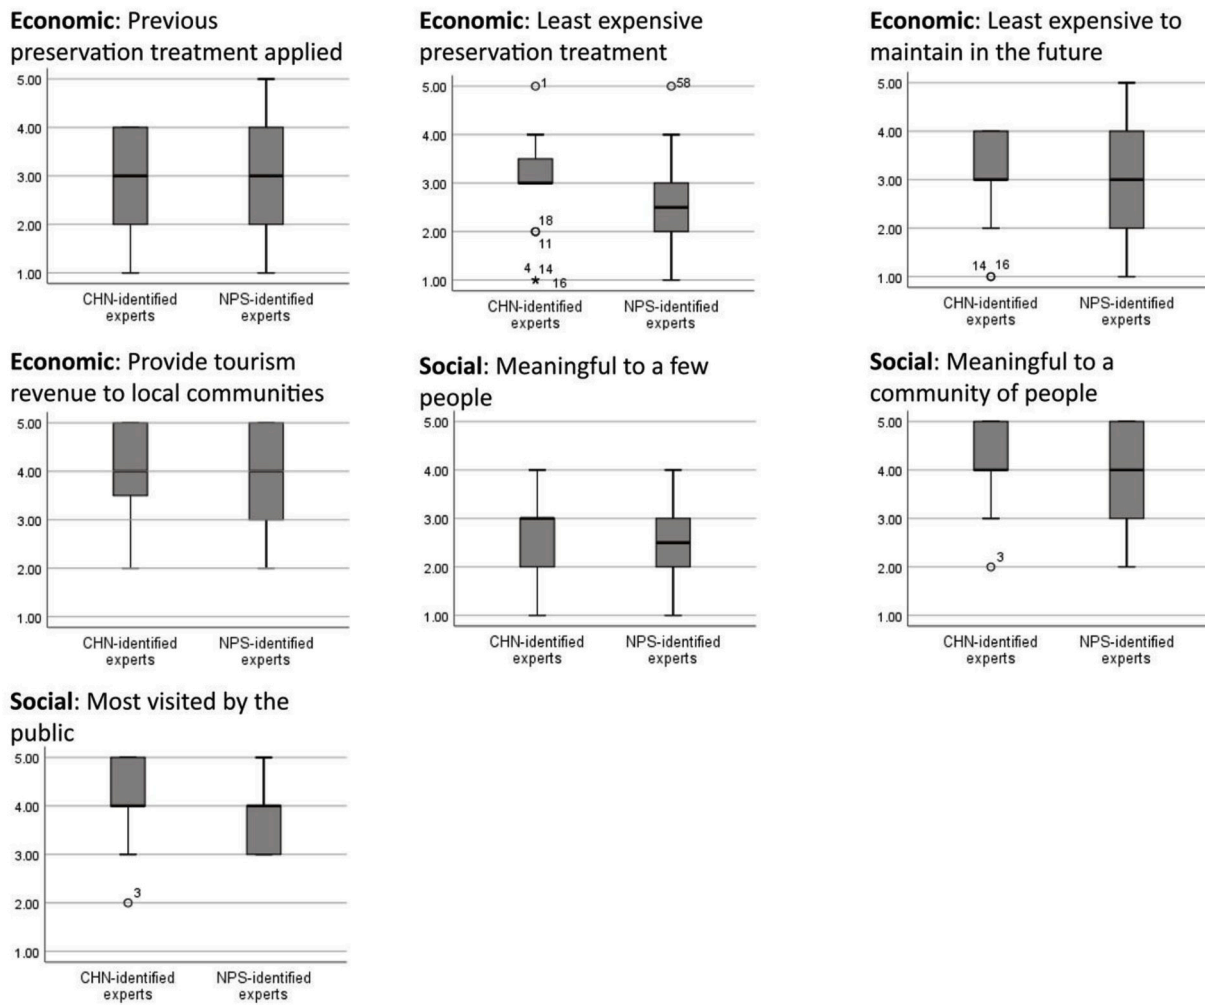 Economic: Previous
preservation treatment applied
5.00
4.00
3.00
2.00
1.00
CHN-identified
experts
NPS-identified
experts
Economic: Least expensive
preservation treatment
5.00
4.00
3.00
2.00
1.00
1
58
18
11
4 14
16
CHN-identified
experts
NPS-identified
experts
Economic: Least expensive to
maintain in the future
5.00
4.00
3.00
2.00
1.00
14 16
CHN-identified
experts
NPS-identified
experts
Economic: Provide tourism
revenue to local communities
5.00
4.00
3.00
2.00
1.00
CHN-identified
experts
NPS-identified
experts
Social: Meaningful to a few
people
5.00
4.00
3.00
2.00
1.00
CHN-identified
experts
NPS-identified
experts
Social: Meaningful to a
community of people
5.00
4.00
3.00
2.00
1.00
3
CHN-identified
experts
NPS-identified
experts
Social: Most visited by the
public
5.00
4.00
3.00
2.00
1.00
3
CHN-identified
experts
NPS-identified
experts